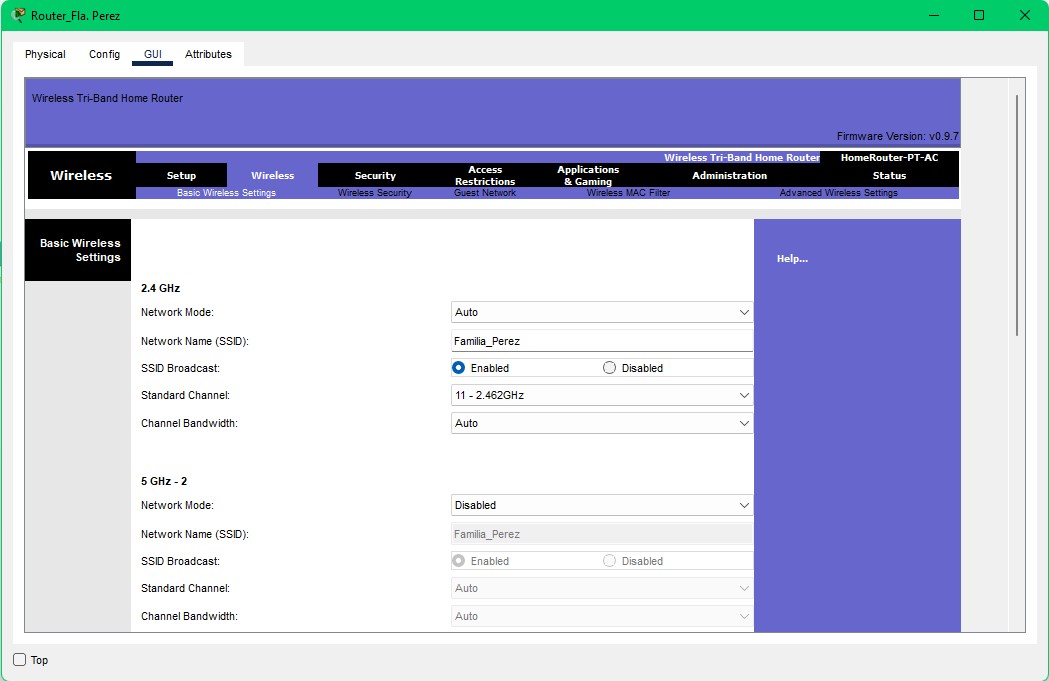 Router_Fla. Perez
Physical Config GUI Attributes
Wireless Tri-Band Home Router
Firmware Version: v0.9.7
Wireless Tri-Band Home Router HomeRouter-PT-AC
Wireless
Setup Wireless Security Access Restrictions Applications & Gaming Administration Status
Basic Wireless Settings Wireless Security Guest Network Wireless MAC Filter Advanced Wireless Settings
Basic Wireless
Settings
Help...
2.4 GHz
Network Mode: Auto
Network Name (SSID): Familia_Perez
SSID Broadcast: Enabled Disabled
Standard Channel: 11 - 2.462GHz
Channel Bandwidth: Auto
5 GHz - 2
Network Mode: Disabled
Network Name (SSID): Familia_Perez
SSID Broadcast: Enabled Disabled
Standard Channel: Auto
Channel Bandwidth: Auto
Top